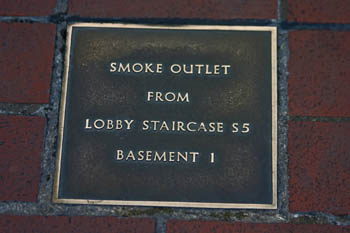 SMOKE OUTLET
FROM
LOBBY STAIRCASE S5
BASEMENT 1